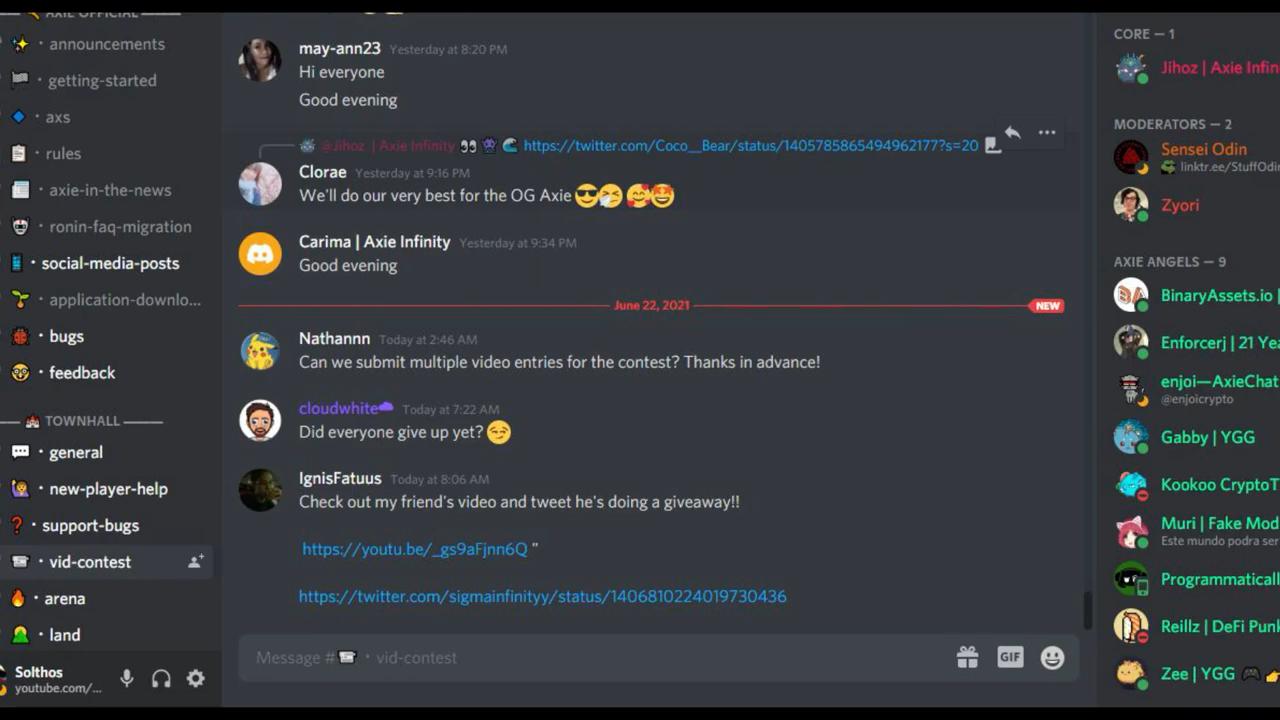 AXIE OFFICIAL
announcements
getting-started
axs
rules
axie-in-the-news
ronin-faq-migration
social-media-posts
application-downlo...
bugs
feedback
TOWNHALL
general
new-player-help
support-bugs
vid-contest
arena
land
Solthos
youtube.com/...
may-ann23 Yesterday at 8:20 PM
Hi everyone
Good evening
@Jihoz | Axie Infinity https://twitter.com/Coco__Bear/status/1405785865494962177?s=20
Clorae Yesterday at 9:16 PM
We'll do our very best for the OG Axie
Carima | Axie Infinity Yesterday at 9:34 PM
Good evening
June 22, 2021 NEW
Nathannn Today at 2:46 AM
Can we submit multiple video entries for the contest? Thanks in advance!
cloudwhite Today at 7:22 AM
Did everyone give up yet?
IgnisFatuus Today at 8:06 AM
Check out my friend's video and tweet he's doing a giveaway!!
https://youtu.be/_gs9aFjnn6Q "
https://twitter.com/sigmainfinityy/status/1406810224019730436
Message # · vid-contest
GIF
CORE — 1
Jihoz | Axie Infin
MODERATORS — 2
Sensei Odin
linktr.ee/StuffOdi
Zyori
AXIE ANGELS — 9
BinaryAssets.io |
Enforcerj | 21 Yea
enjoi—AxieChat
@enjoicrypto
Gabby | YGG
Kookoo CryptoT
Muri | Fake Mod
Este mundo podra ser
Programmaticall
Reillz | DeFi Punk
Zee | YGG